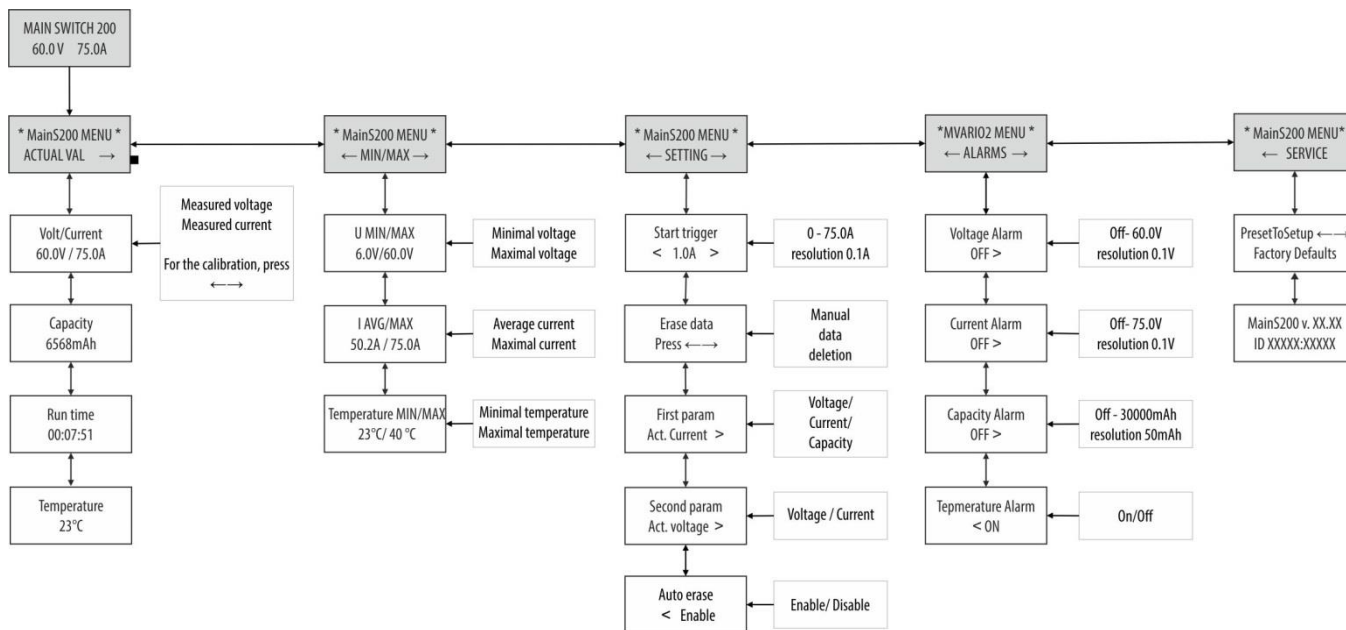 MAIN SWITCH 200
60.0 V 75.0A
* MainS200 MENU *
ACTUAL VAL →
Volt/Current
60.0V / 75.0A
Measured voltage
Measured current
For the calibration, press
←→
Capacity
6568mAh
Run time
00:07:51
Temperature
23°C
* MainS200 MENU *
← MIN/MAX →
U MIN/MAX
6.0V/60.0V
Minimal voltage
Maximal voltage
I AVG/MAX
50.2A / 75.0A
Average current
Maximal current
Temperature MIN/MAX
23°C/ 40 °C
Minimal temperature
Maximal temperature
* MainS200 MENU *
← SETTING →
Start trigger
< 1.0A >
0 - 75.0A
resolution 0.1A
Erase data
Press ←→
Manual
data
deletion
First param
Act. Current >
Voltage/
Current/
Capacity
Second param
Act. voltage >
Voltage / Current
Auto erase
< Enable
Enable/ Disable
*MVARIO2 MENU *
← ALARMS →
Voltage Alarm
OFF >
Off- 60.0V
resolution 0.1V
Current Alarm
OFF >
Off- 75.0V
resolution 0.1V
Capacity Alarm
OFF >
Off - 30000mAh
resolution 50mAh
Tepmerature Alarm
< ON
On/Off
* MainS200 MENU*
← SERVICE
PresetToSetup ←→
Factory Defaults
MainS200 v. XX.XX
ID XXXXX:XXXXX